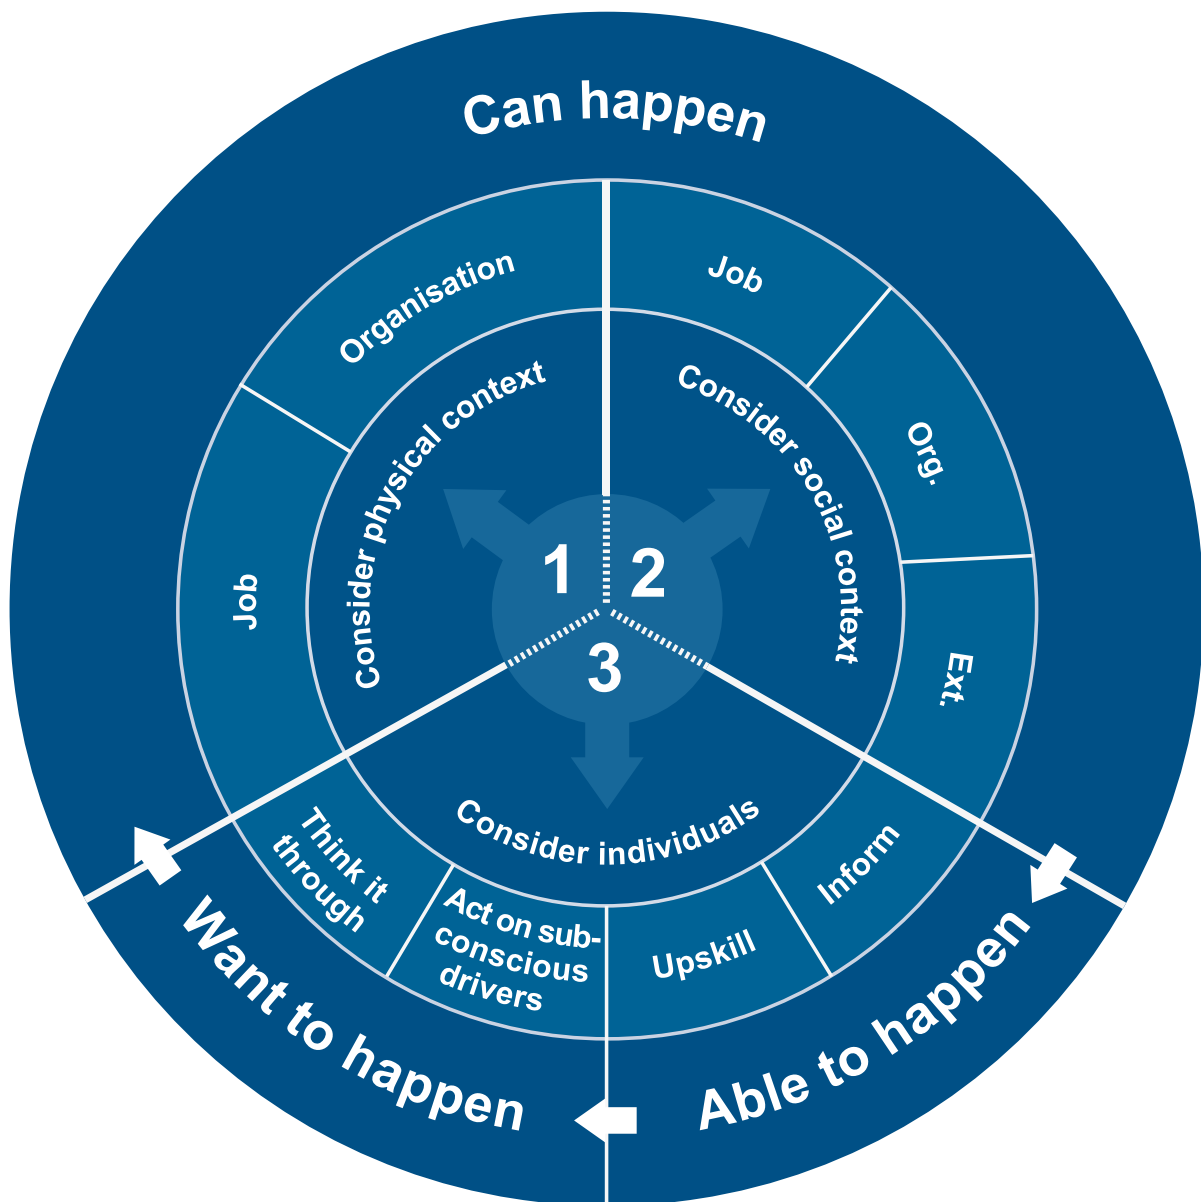 Can happen
Organisation
Job
Job
Org.
Ext.
Consider physical context
Consider social context
1
2
3
Consider individuals
Think it
through
Act on sub-
conscious
drivers
Upskill
Inform
Want to happen
Able to happen